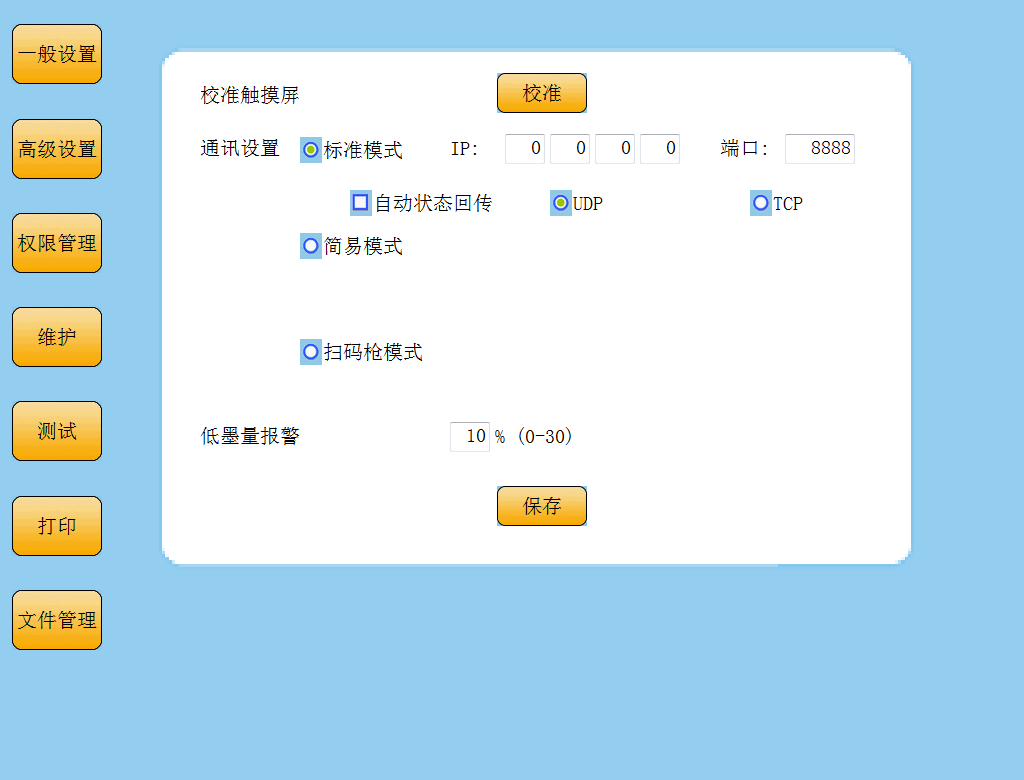 一般设置
高级设置
权限管理
维护
测试
打印
文件管理
校准触摸屏 校准
通讯设置 标准模式 IP: 0 0 0 0 端口: 8888
自动状态回传 UDP TCP
简易模式
扫码枪模式
低墨量报警 10 % (0-30)
保存